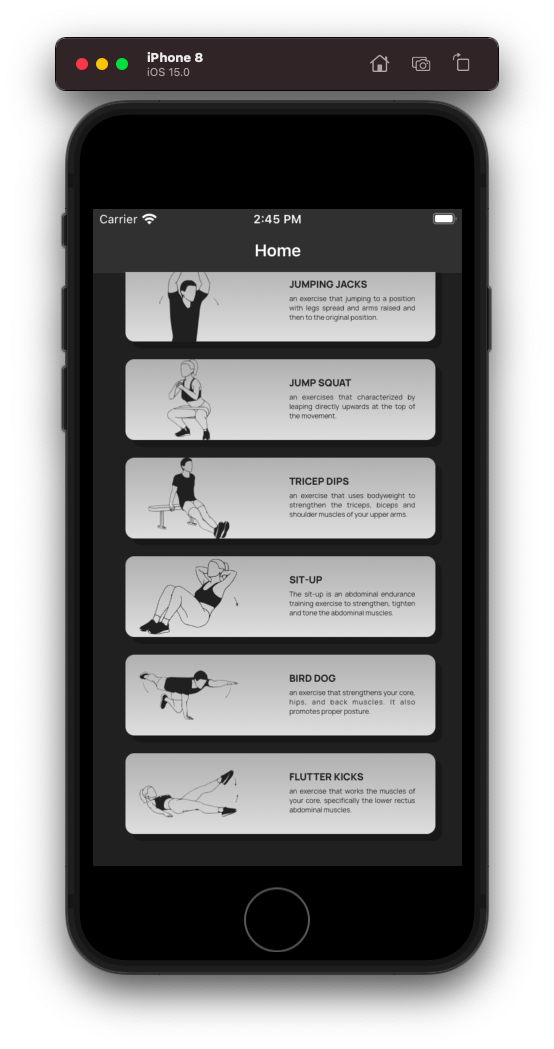 iPhone 8
iOS 15.0
Carrier
2:45 PM
Home
JUMPING JACKS
an exercise that jumping to a position
with legs spread and arms raised and
then to the original position.
JUMP SQUAT
an exercises that characterized by
leaping directly upwards at the top of
the movement.
TRICEP DIPS
an exercise that uses bodyweight to
strengthen the triceps, biceps and
shoulder muscles of your upper arms.
SIT-UP
The sit-up is an abdominal endurance
training exercise to strengthen, tighten
and tone the abdominal muscles.
BIRD DOG
an exercise that strengthens your core,
hips, and back muscles. It also
promotes proper posture.
FLUTTER KICKS
an exercise that works the muscles of
your core, specifically the lower rectus
abdominal muscles.